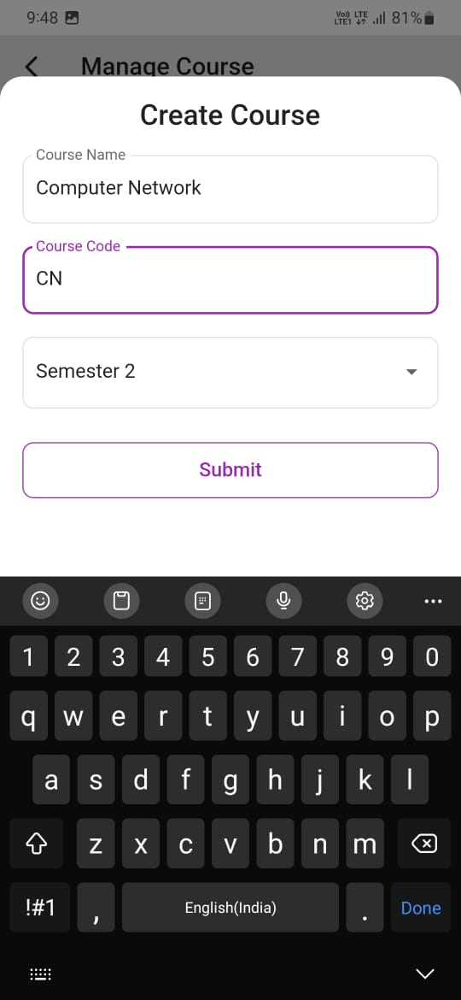 9:48 Vo)) LTE LTE1 81%
Manage Course
Create Course
Course Name
Computer Network
Course Code
CN
Semester 2
Submit
1 2 3 4 5 6 7 8 9 0
q w e r t y u i o p
a s d f g h j k l
z x c v b n m
!#1 , English(India) . Done